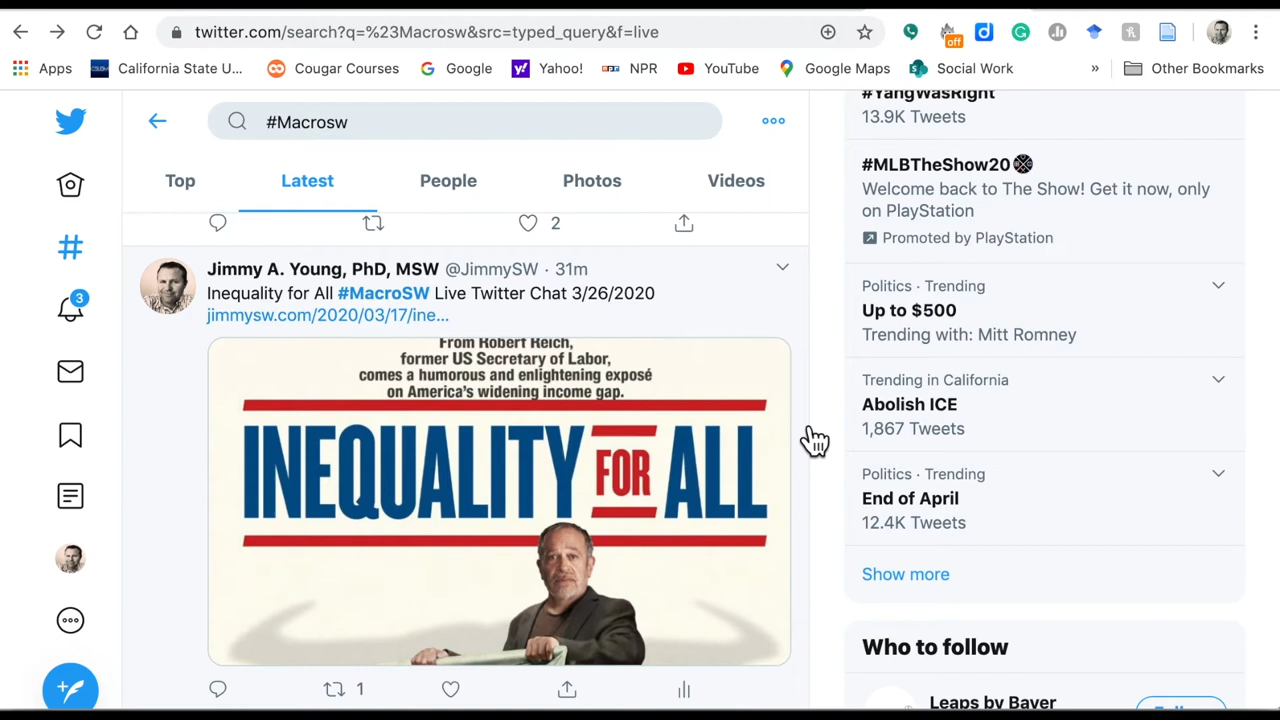 twitter.com/search?q=%23Macrosw&src=typed_query&f=live
off
Apps
California State U...
Cougar Courses
Google
Yahoo!
NPR
YouTube
Google Maps
Social Work
»
Other Bookmarks
#Macrosw
Top
Latest
People
Photos
Videos
2
3
Jimmy A. Young, PhD, MSW @JimmySW · 31m
Inequality for All #MacroSW Live Twitter Chat 3/26/2020
jimmysw.com/2020/03/17/ine...
From Robert Reich,
former US Secretary of Labor,
comes a humorous and enlightening exposé
on America's widening income gap.
INEQUALITY FOR ALL
1
#YangWasRight
13.9K Tweets
#MLBTheShow20
Welcome back to The Show! Get it now, only
on PlayStation
Promoted by PlayStation
Politics · Trending
Up to $500
Trending with: Mitt Romney
Trending in California
Abolish ICE
1,867 Tweets
Politics · Trending
End of April
12.4K Tweets
Show more
Who to follow
Leaps by Bayer